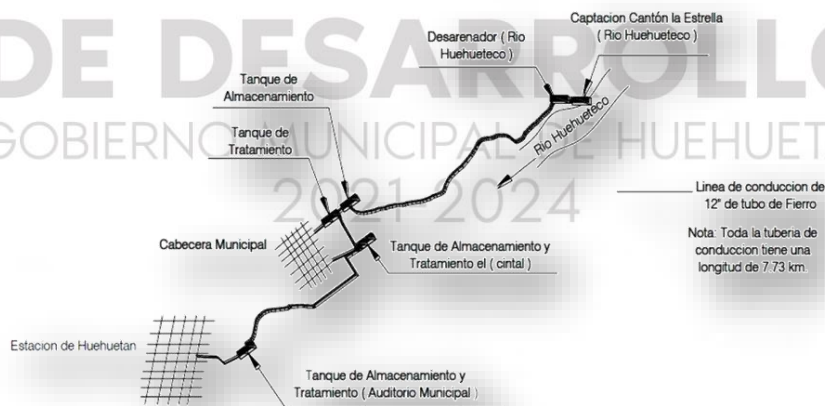 DE DESARROLLO
GOBIERNO MUNICIPAL DE HUEHUET
2021 2024
Captacion Cantón la Estrella
( Rio Huehueteco )
Desarenador ( Rio
Huehueteco )
Tanque de
Almacenamiento
Tanque de
Tratamiento
Rio Huehueteco
Linea de conduccion de
12" de tubo de Fierro
Nota: Toda la tuberia de
conduccion tiene una
longitud de 7.73 km.
Cabecera Municipal
Tanque de Almacenamiento y
Tratamiento el ( cintal )
Estacion de Huehuetan
Tanque de Almacenamiento y
Tratamiento ( Auditorio Municipal )